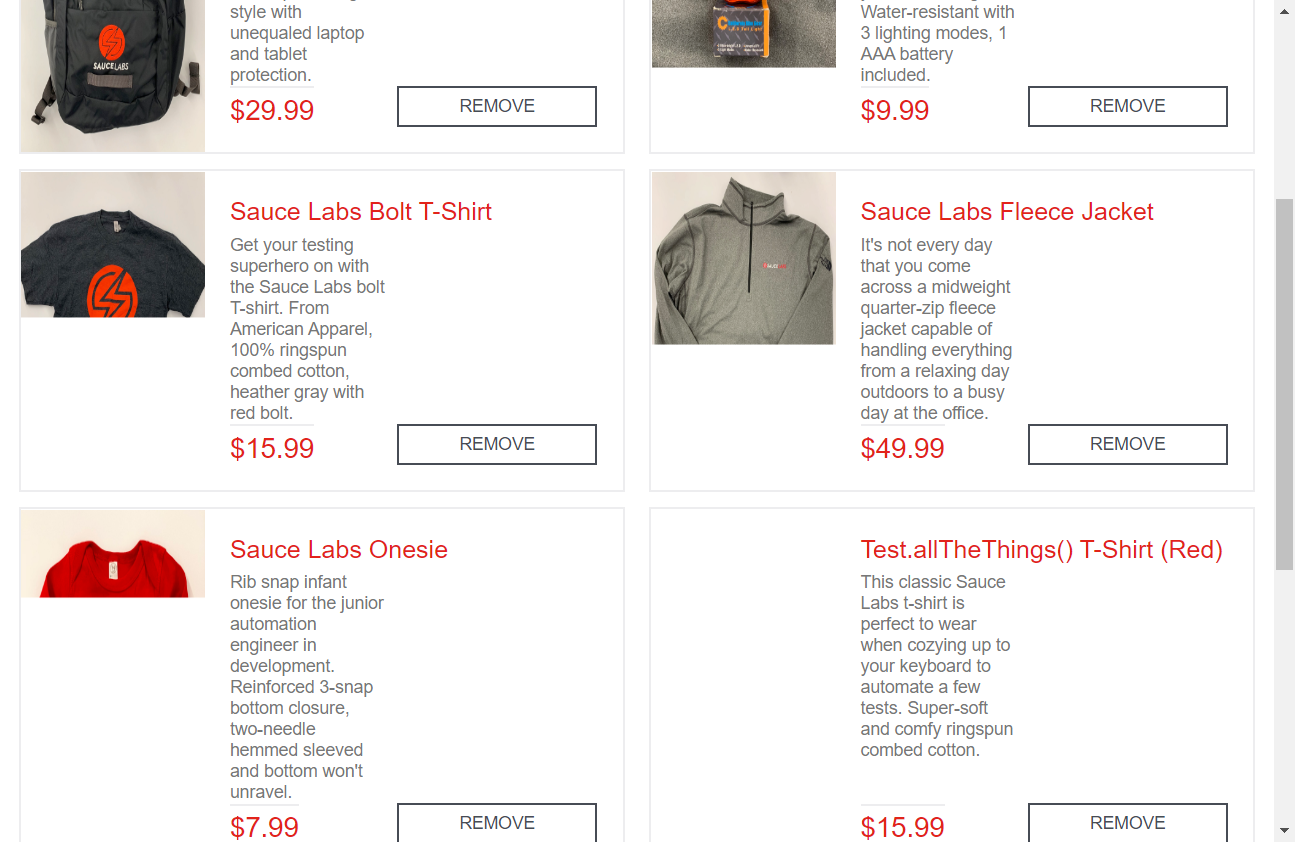 style with
unequaled laptop
and tablet
protection.
$29.99
REMOVE
SAUCELABS
Water-resistant with
3 lighting modes, 1
AAA battery
included.
$9.99
REMOVE
Sauce Labs Bolt T-Shirt
Get your testing
superhero on with
the Sauce Labs bolt
T-shirt. From
American Apparel,
100% ringspun
combed cotton,
heather gray with
red bolt.
$15.99
REMOVE
Sauce Labs Fleece Jacket
It's not every day
that you come
across a midweight
quarter-zip fleece
jacket capable of
handling everything
from a relaxing day
outdoors to a busy
day at the office.
$49.99
REMOVE
Sauce Labs Onesie
Rib snap infant
onesie for the junior
automation
engineer in
development.
Reinforced 3-snap
bottom closure,
two-needle
hemmed sleeved
and bottom won't
unravel.
$7.99
REMOVE
Test.allTheThings() T-Shirt (Red)
This classic Sauce
Labs t-shirt is
perfect to wear
when cozying up to
your keyboard to
automate a few
tests. Super-soft
and comfy ringspun
combed cotton.
$15.99
REMOVE